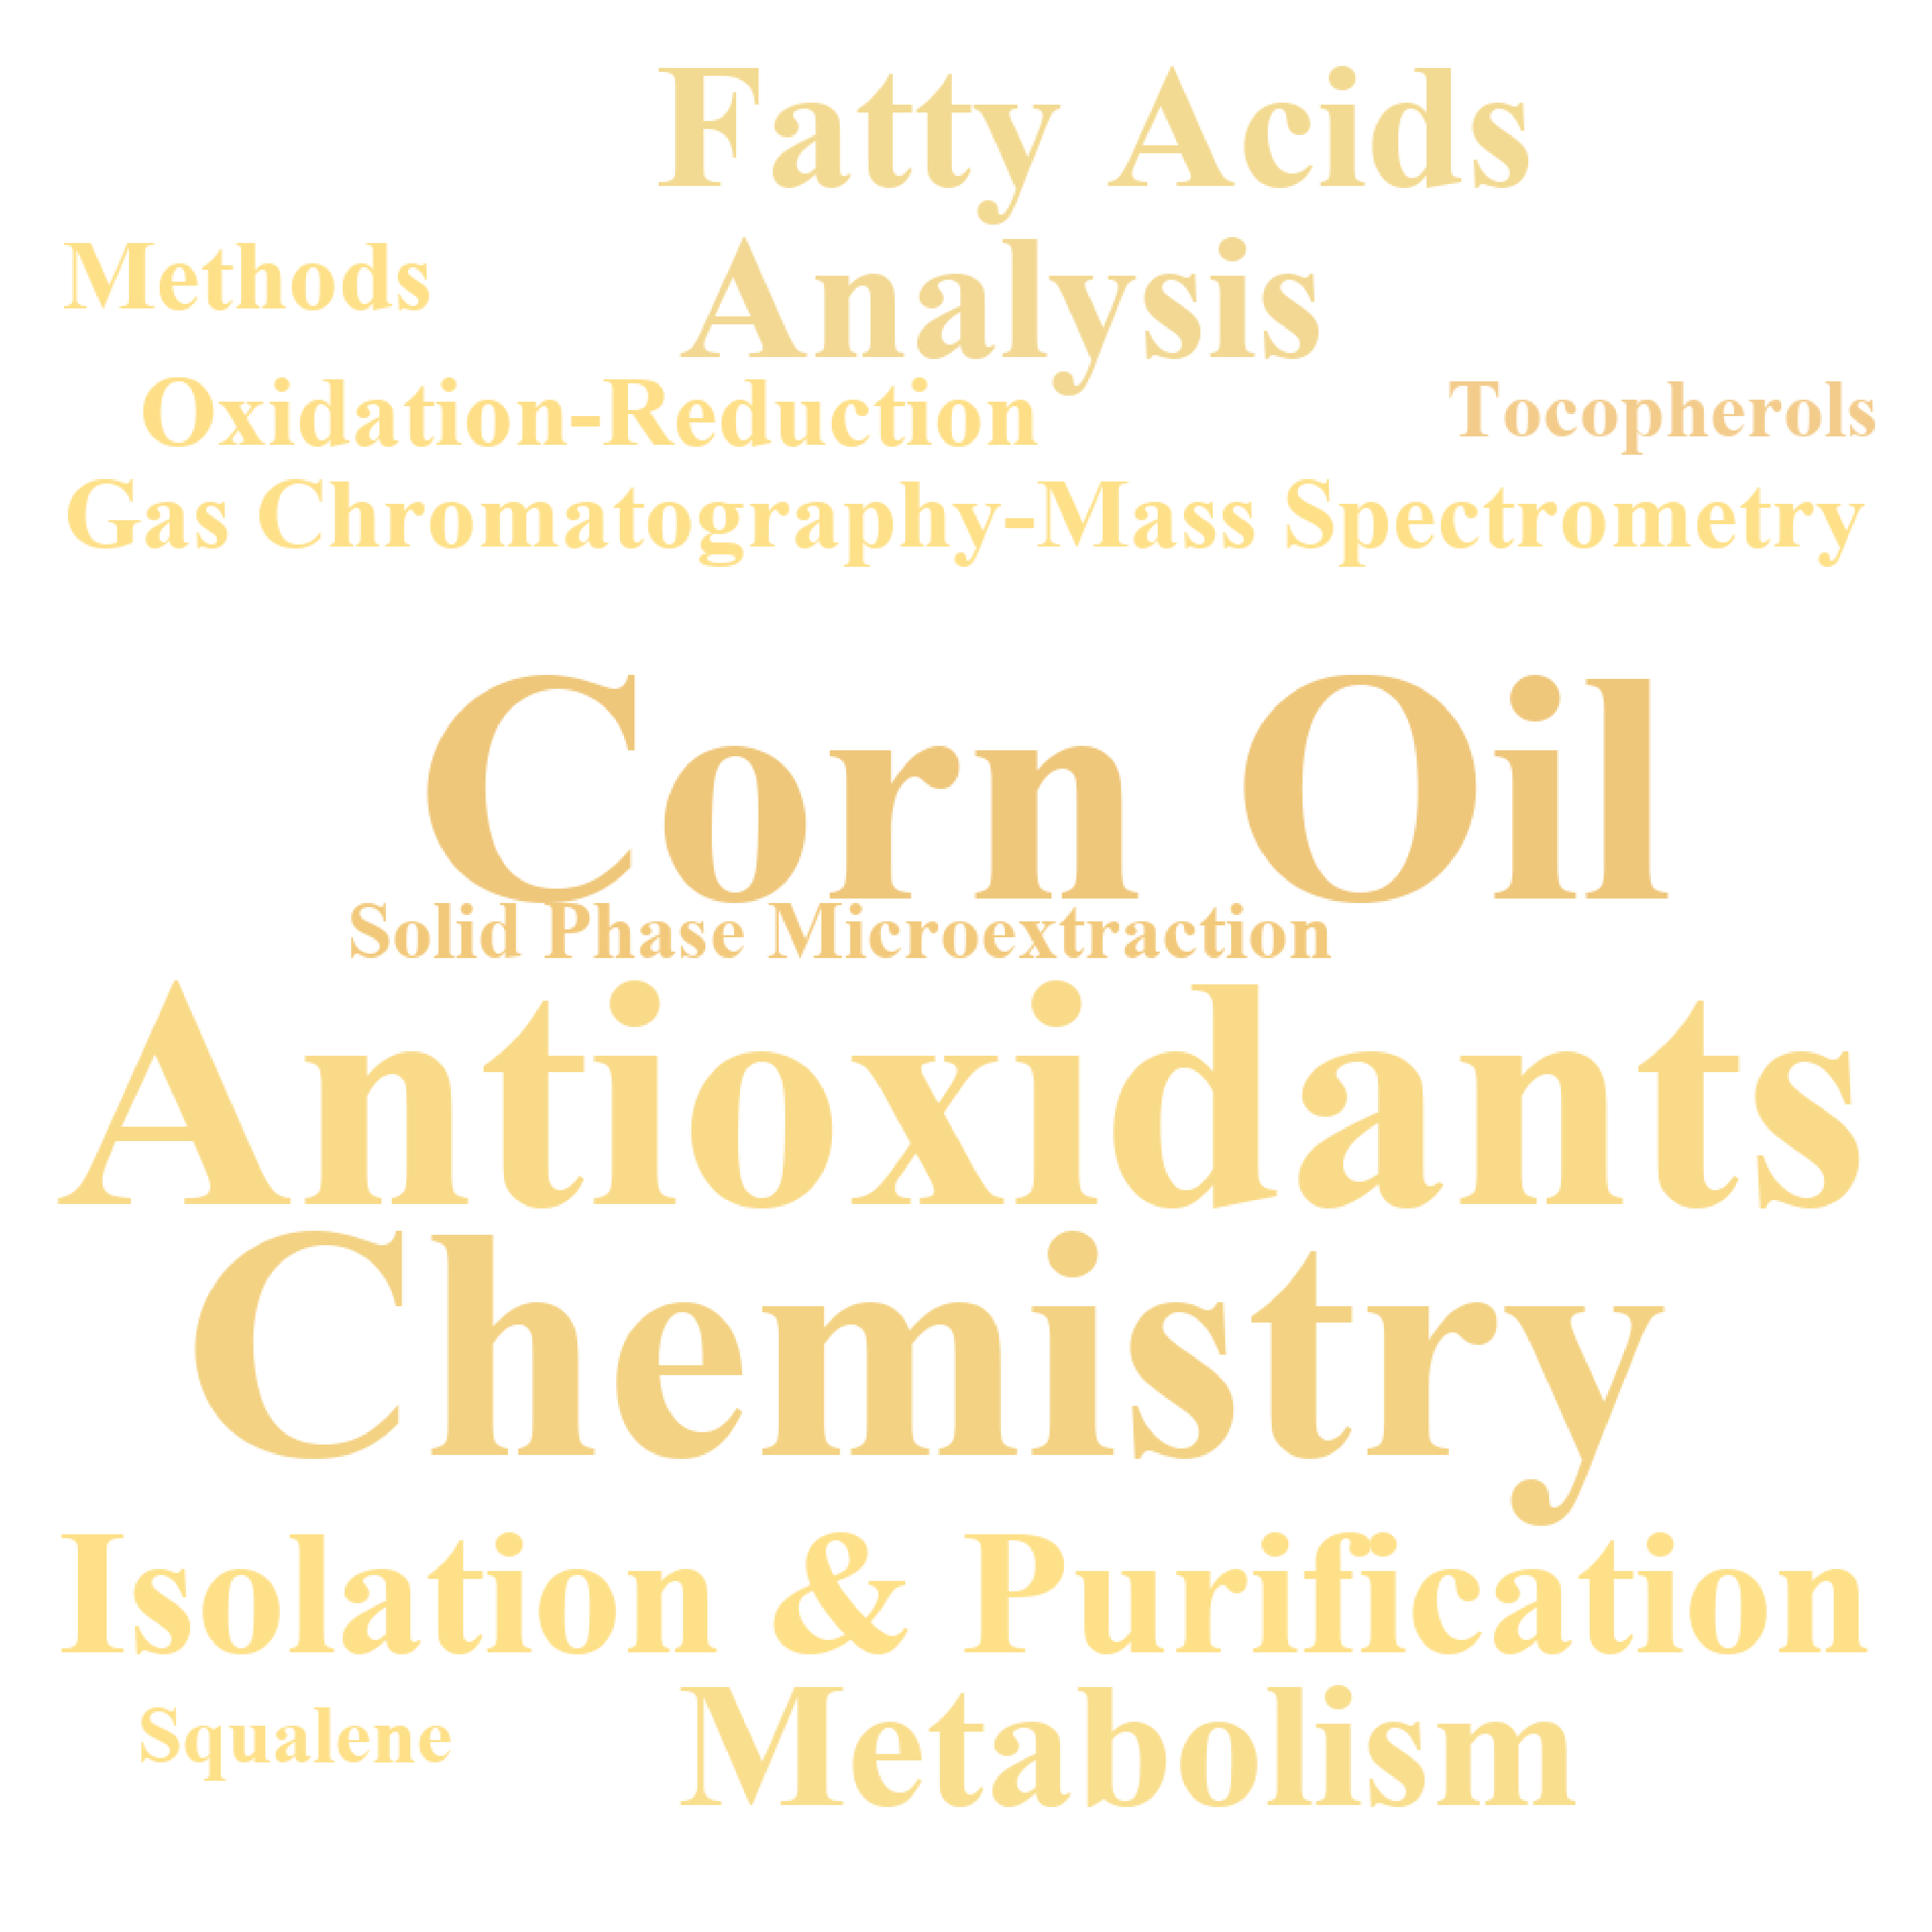 Fatty Acids
Methods
Analysis
Oxidation-Reduction
Tocopherols
Gas Chromatography-Mass Spectrometry
Corn Oil
Solid Phase Microextraction
Antioxidants
Chemistry
Isolation & Purification
Squalene
Metabolism